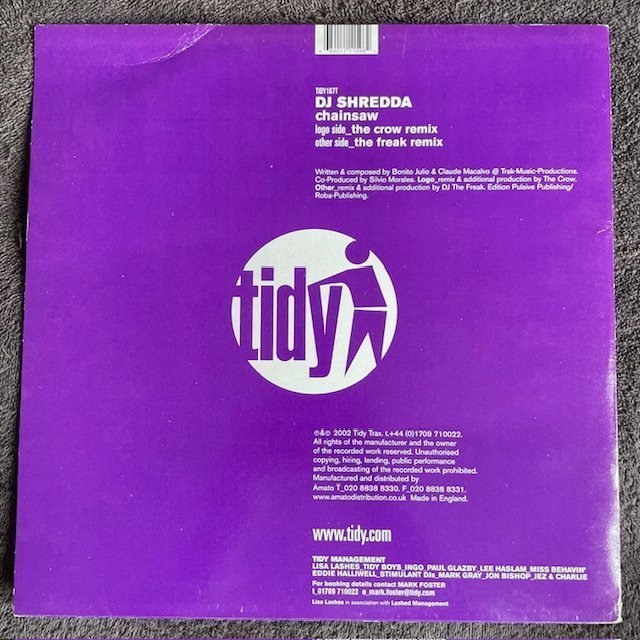 TIDY167T
DJ SHREDDA
chainsaw
logo side_the crow remix
other side_the freak remix
Written & composed by Bonito Julio & Claude Macalvo @ Trak-Music-Productions.
Co-Produced by Silvio Morales. Logo_remix & additional production by The Crow.
Other_remix & additional production by DJ The Freak. Edition Pulsive Publishing/
Roba-Publishing.
tidy
℗&© 2002 Tidy Trax. t.+44 (0)1709 710022.
All rights of the manufacturer and the owner
of the recorded work reserved. Unauthorised
copying, hiring, lending, public performance
and broadcasting of the recorded work prohibited.
Manufactured and distributed by
Amato T_020 8838 8330. F_020 8838 8331.
www.amatodistribution.co.uk Made in England.
www.tidy.com
TIDY MANAGEMENT
LISA LASHES_TIDY BOYS_INGO_PAUL GLAZBY_LEE HASLAM_MISS BEHAVIN'
EDDIE HALLIWELL_STIMULANT DJs_MARK GRAY_JON BISHOP_JEZ & CHARLIE
For booking details contact MARK FOSTER
t_01709 710022 e_mark.foster@tidy.com
Lisa Lashes in association with Lashed Management